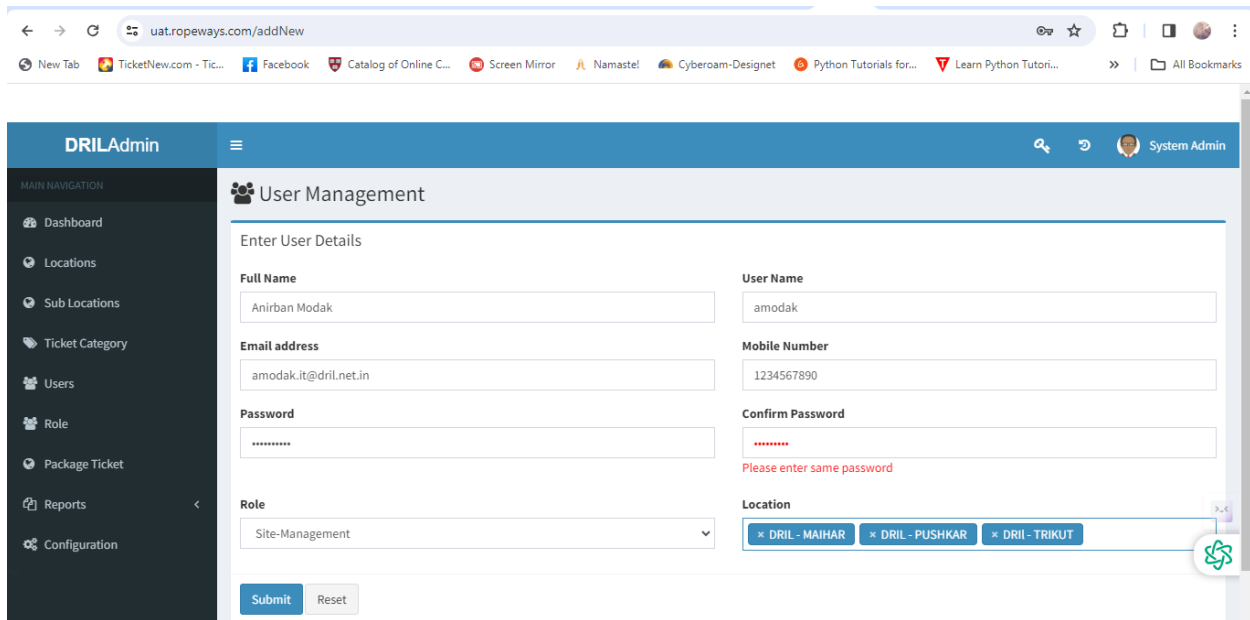 uat.ropeways.com/addNew
New Tab TicketNew.com - Tic... Facebook Catalog of Online C... Screen Mirror Namaste! Cyberoam-Designet Python Tutorials for... Learn Python Tutori... » All Bookmarks
DRILAdmin System Admin
MAIN NAVIGATION
Dashboard
Locations
Sub Locations
Ticket Category
Users
Role
Package Ticket
Reports
Configuration
User Management
Enter User Details
Full Name User Name
Anirban Modak amodak
Email address Mobile Number
amodak.it@dril.net.in 1234567890
Password Confirm Password
•••••••••• •••••••••
Please enter same password
Role Location
Site-Management × DRIL - MAIHAR × DRIL - PUSHKAR × DRIl - TRIKUT
Submit Reset